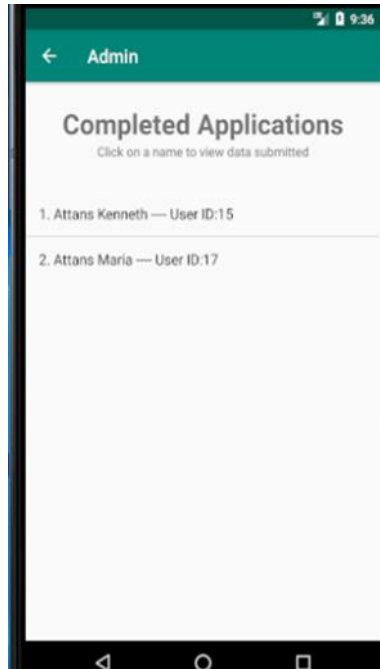 9:36
Admin
Completed Applications
Click on a name to view data submitted
1. Attans Kenneth --- User ID:15
2. Attans Maria --- User ID:17